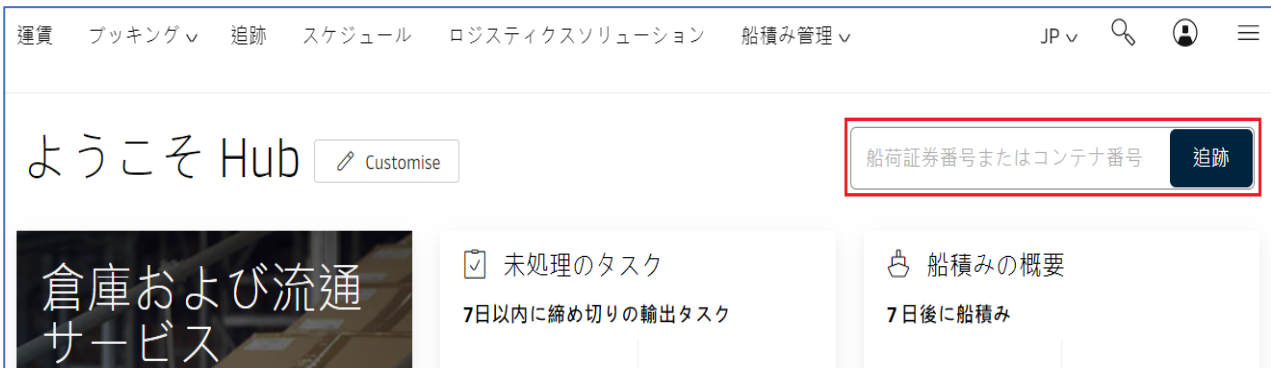 運賃 ブッキング 追跡 スケジュール ロジスティクスソリューション 船積み管理 JP
ようこそ Hub Customise 船荷証券番号またはコンテナ番号 追跡
倉庫および流通
サービス
未処理のタスク
7日以内に締め切りの輸出タスク
船積みの概要
7日後に船積み